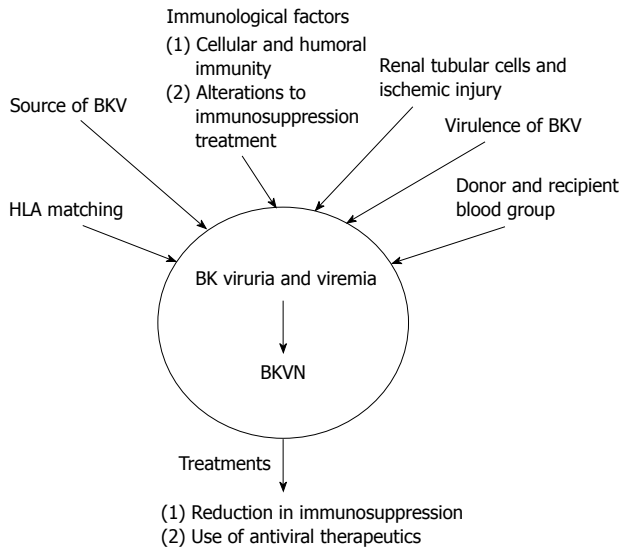 Immunological factors
(1) Cellular and humoral
immunity
(2) Alterations to
immunosuppression
treatment
Renal tubular cells and
ischemic injury
Source of BKV
Virulence of BKV
HLA matching
Donor and recipient
blood group
BK viruria and viremia
BKVN
Treatments
(1) Reduction in immunosuppression
(2) Use of antiviral therapeutics